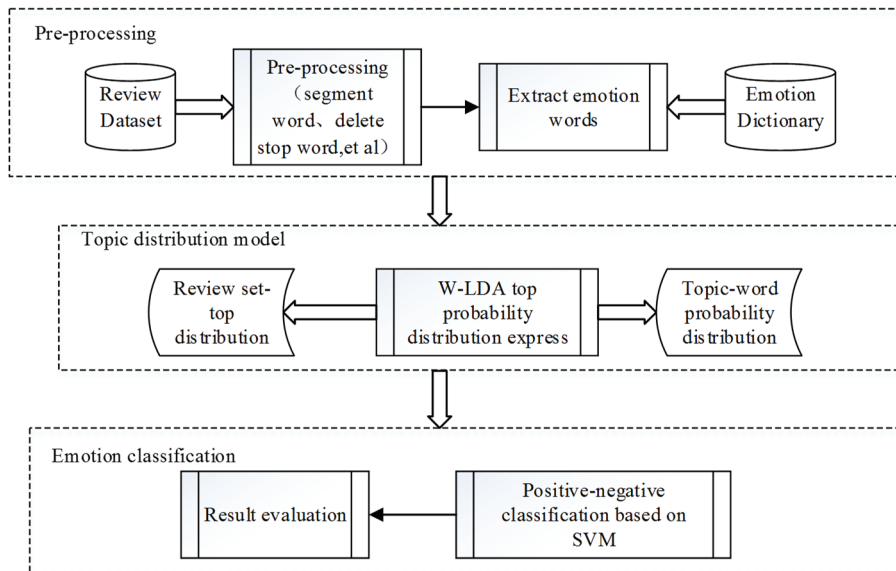 Pre-processing
Review
Dataset
Pre-processing
（segment
word、delete
stop word,et al）
Extract emotion
words
Emotion
Dictionary
Topic distribution model
Review set-
top
distribution
W-LDA top
probability
distribution express
Topic-word
probability
distribution
Emotion classification
Result evaluation
Positive-negative
classification based on
SVM